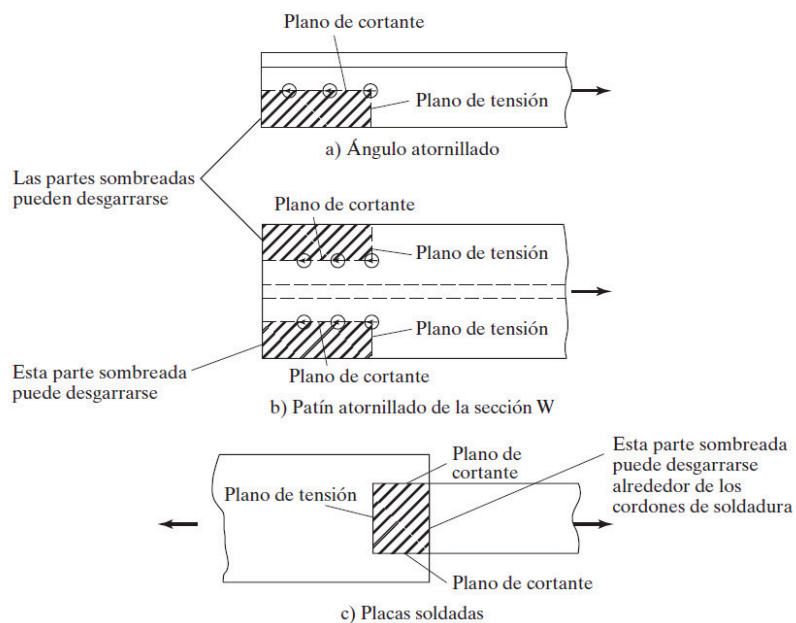 Plano de cortante
Plano de tensión
a) Ángulo atornillado
Las partes sombreadas
pueden desgarrarse
Plano de cortante
Plano de tensión
Plano de tensión
Esta parte sombreada
puede desgarrarse
Plano de cortante
b) Patín atornillado de la sección W
Plano de
cortante
Esta parte sombreada
puede desgarrarse
alrededor de los
cordones de soldadura
Plano de tensión
Plano de cortante
c) Placas soldadas